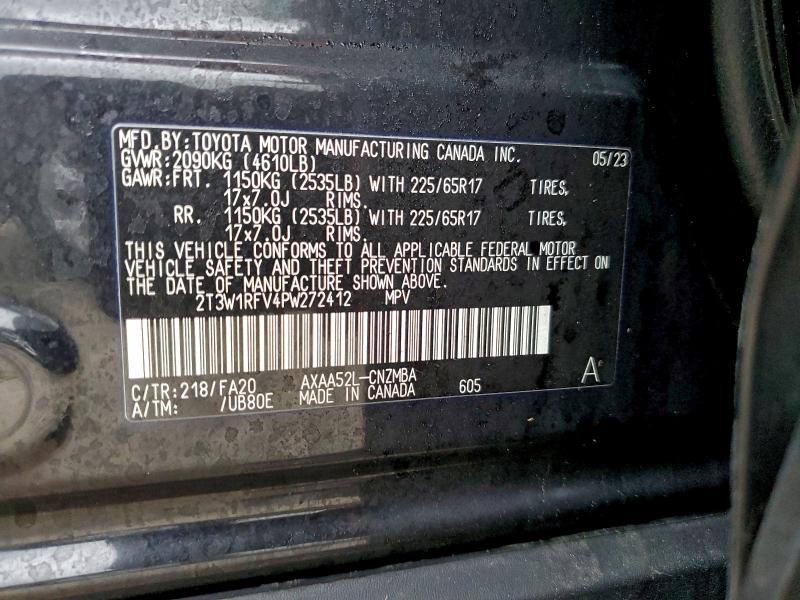 MFD. BY: TOYOTA MOTOR MANUFACTURING CANADA INC. 05/23
GVWR: 2090KG (4610LB)
GAWR: FRT. 1150KG (2535LB) WITH 225/65R17 TIRES,
17x7.0J RIMS.
RR. 1150KG (2535LB) WITH 225/65R17 TIRES,
17x7.0J RIMS.
THIS VEHICLE CONFORMS TO ALL APPLICABLE FEDERAL MOTOR
VEHICLE SAFETY AND THEFT PREVENTION STANDARDS IN EFFECT ON
THE DATE OF MANUFACTURE SHOWN ABOVE.
2T3W1RFV4PW272412 MPV
C/TR: 218/FA20 AXAA52L-CNZMBA 605 A
A/TM: /UB80E MADE IN CANADA